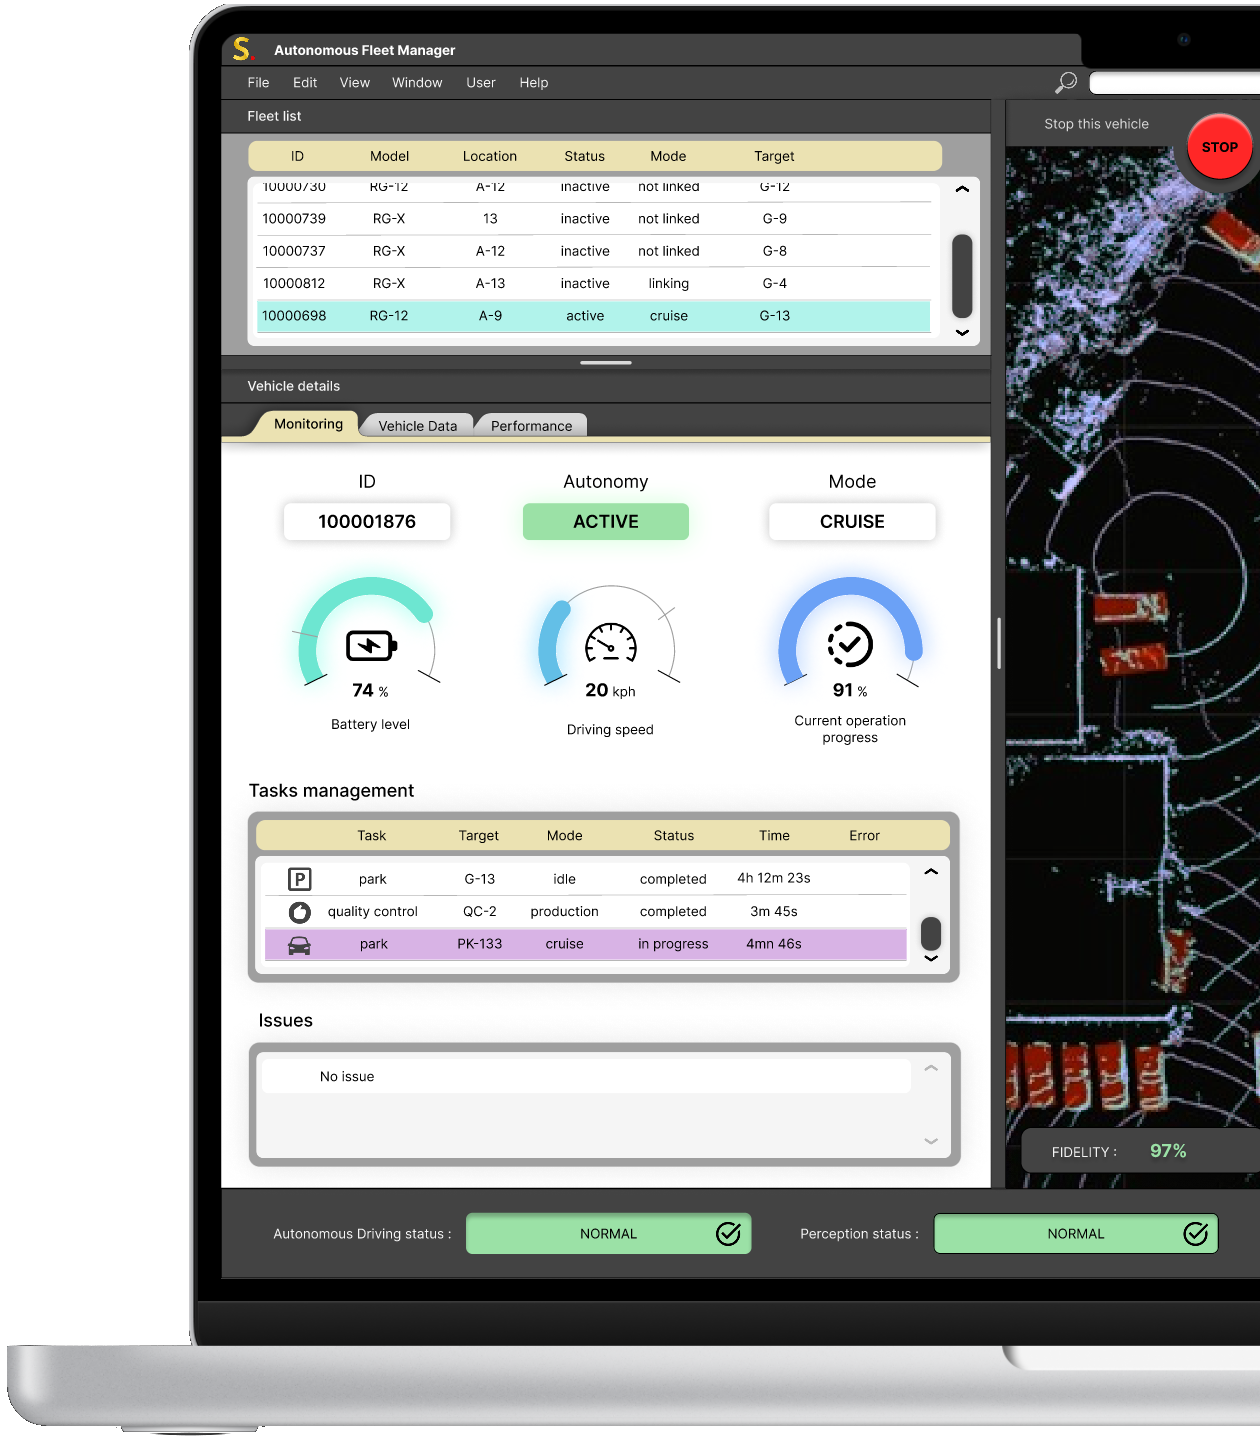 S.
Autonomous Fleet Manager
File Edit View Window User Help
Fleet list
Stop this vehicle
STOP
ID Model Location Status Mode Target
10000730 RG-12 A-12 inactive not linked G-12
10000739 RG-X 13 inactive not linked G-9
10000737 RG-X A-12 inactive not linked G-8
10000812 RG-X A-13 inactive linking G-4
10000698 RG-12 A-9 active cruise G-13
Vehicle details
Monitoring Vehicle Data Performance
ID Autonomy Mode
100001876 ACTIVE CRUISE
74 % 20 kph 91 %
Battery level Driving speed Current operation
progress
Tasks management
Task Target Mode Status Time Error
P park G-13 idle completed 4h 12m 23s
quality control QC-2 production completed 3m 45s
park PK-133 cruise in progress 4mn 46s
Issues
No issue
FIDELITY : 97%
Autonomous Driving status : NORMAL Perception status : NORMAL